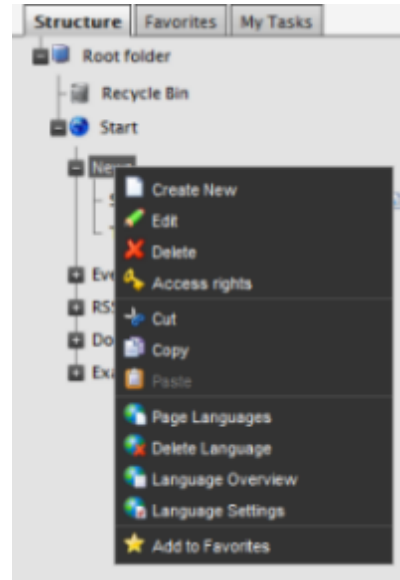 Structure Favorites My Tasks
Root folder
Recycle Bin
Start
Create New
Edit
Delete
Access rights
Cut
Copy
Paste
Page Languages
Delete Language
Language Overview
Language Settings
Add to Favorites